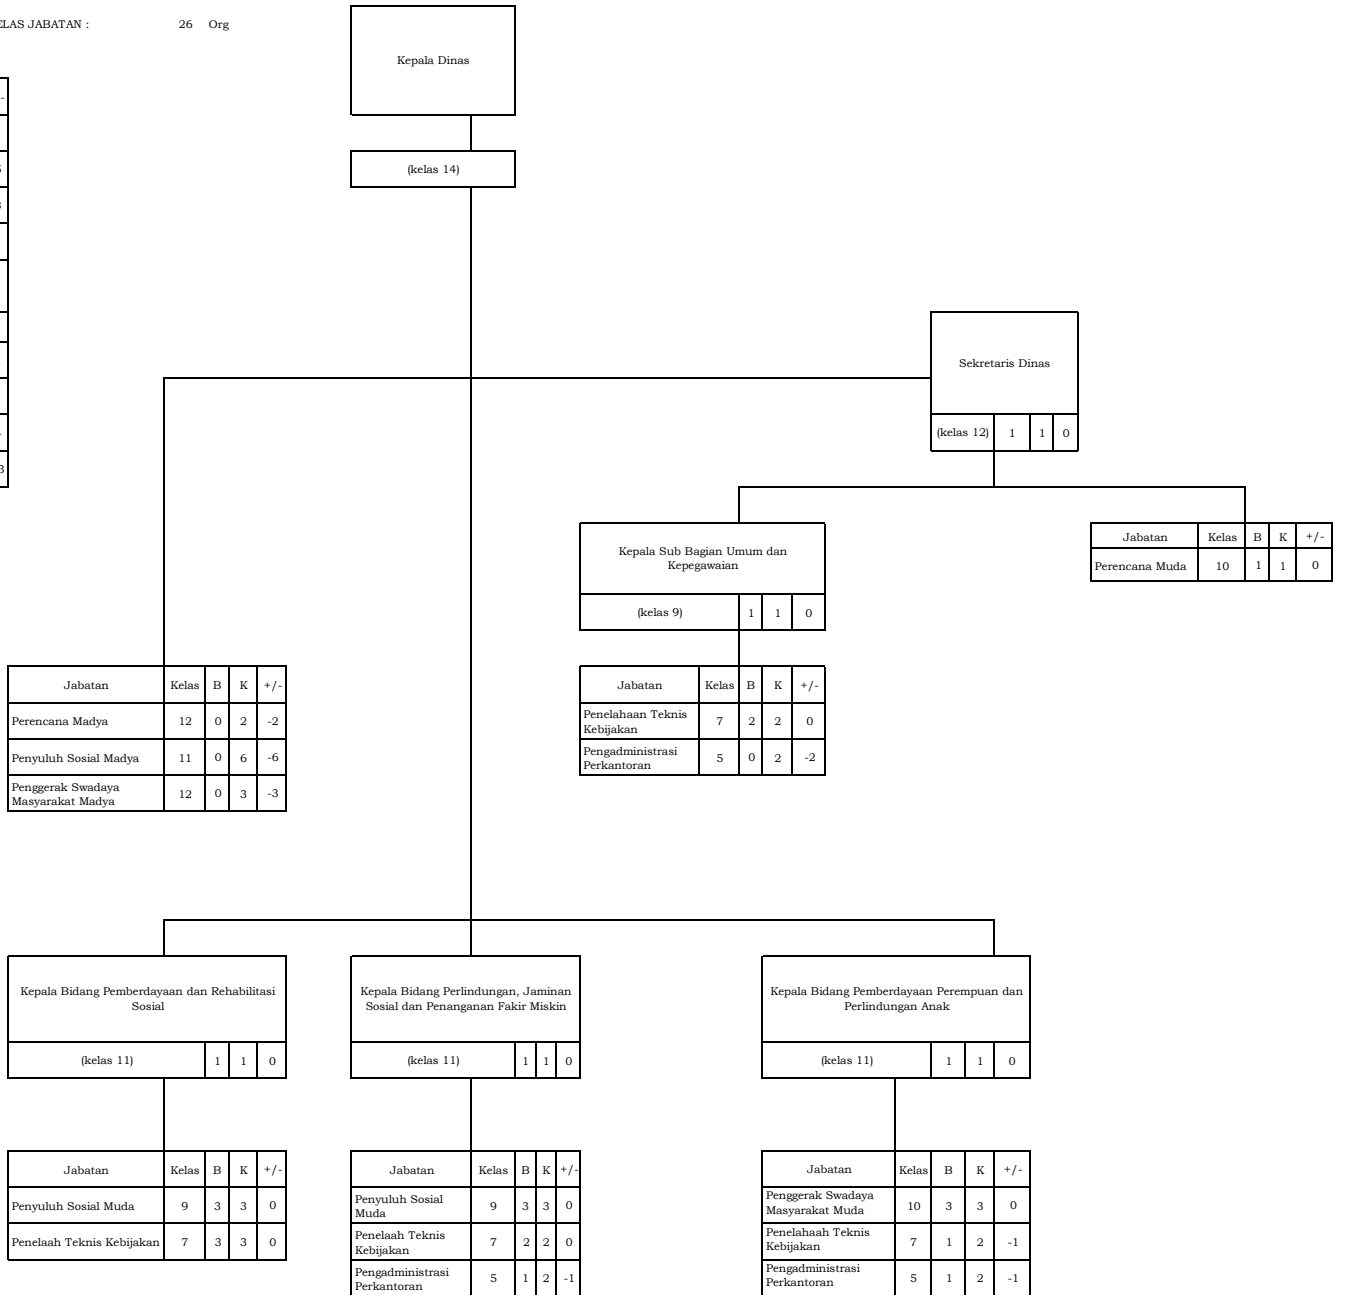 ELAS JABATAN : 26 Org
Kepala Dinas
(kelas 14)
Sekretaris Dinas
(kelas 12) 1 1 0
Kepala Sub Bagian Umum dan
Kepegawaian
(kelas 9) 1 1 0
Jabatan Kelas B K +/-
Perencana Muda 10 1 1 0
Jabatan Kelas B K +/-
Perencana Madya 12 0 2 -2
Penyuluh Sosial Madya 11 0 6 -6
Penggerak Swadaya
Masyarakat Madya 12 0 3 -3
Jabatan Kelas B K +/-
Penelahaan Teknis
Kebijakan 7 2 2 0
Pengadministrasi
Perkantoran 5 0 2 -2
Kepala Bidang Pemberdayaan dan Rehabilitasi
Sosial
(kelas 11) 1 1 0
Kepala Bidang Perlindungan, Jaminan
Sosial dan Penanganan Fakir Miskin
(kelas 11) 1 1 0
Kepala Bidang Pemberdayaan Perempuan dan
Perlindungan Anak
(kelas 11) 1 1 0
Jabatan Kelas B K +/-
Penyuluh Sosial Muda 9 3 3 0
Penelaah Teknis Kebijakan 7 3 3 0
Jabatan Kelas B K +/-
Penyuluh Sosial
Muda 9 3 3 0
Penelaah Teknis
Kebijakan 7 2 2 0
Pengadministrasi
Perkantoran 5 1 2 -1
Jabatan Kelas B K +/-
Penggerak Swadaya
Masyarakat Muda 10 3 3 0
Penelahaah Teknis
Kebijakan 7 1 2 -1
Pengadministrasi
Perkantoran 5 1 2 -1